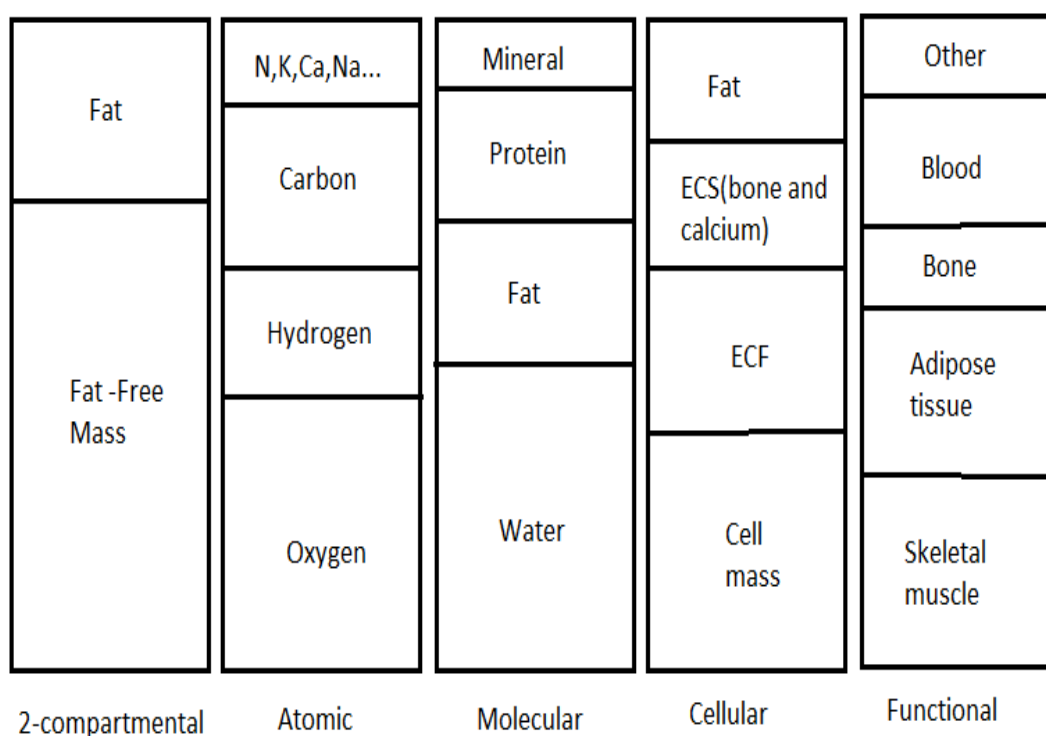 Fat
Fat -Free
Mass
2-compartmental
N,K,Ca,Na...
Carbon
Hydrogen
Oxygen
Atomic
Mineral
Protein
Fat
Water
Molecular
Fat
ECS(bone and
calcium)
ECF
Cell
mass
Cellular
Other
Blood
Bone
Adipose
tissue
Skeletal
muscle
Functional